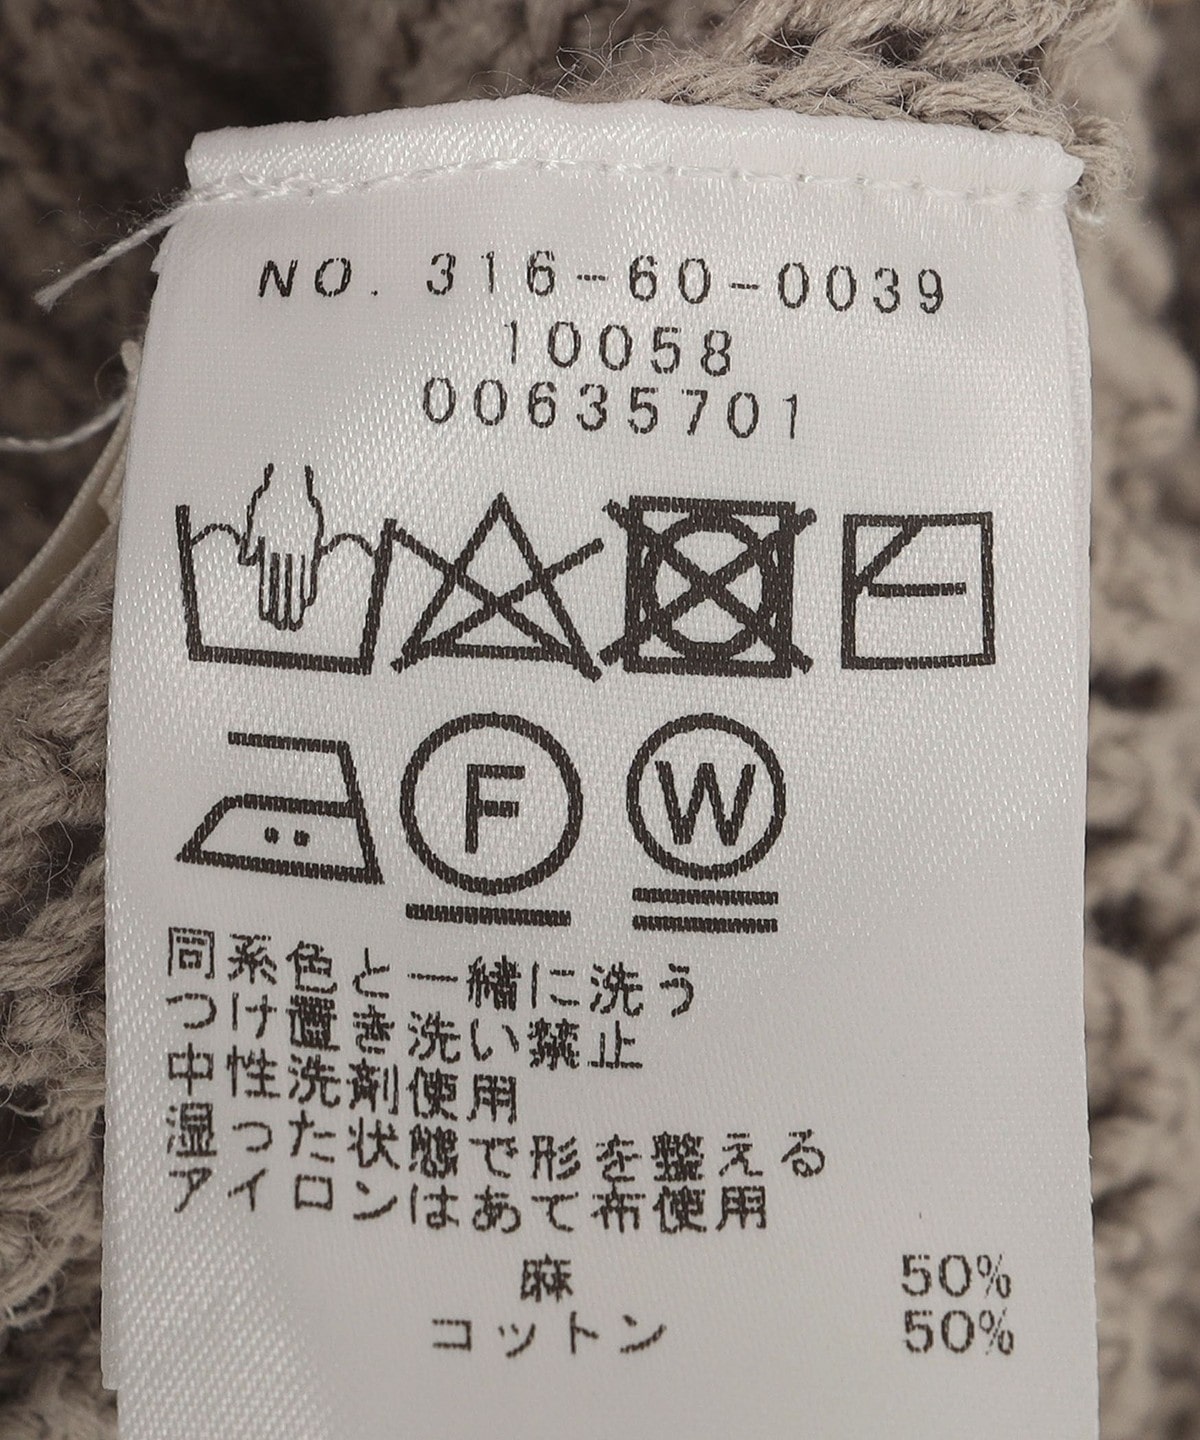 NO. 316-60-0039
10058
00635701
F
W
同系色と一緒に洗う
つけ置き洗い禁止
中性洗剤使用
湿った状態で形を整える
アイロンはあて布使用
麻 50%
コットン 50%